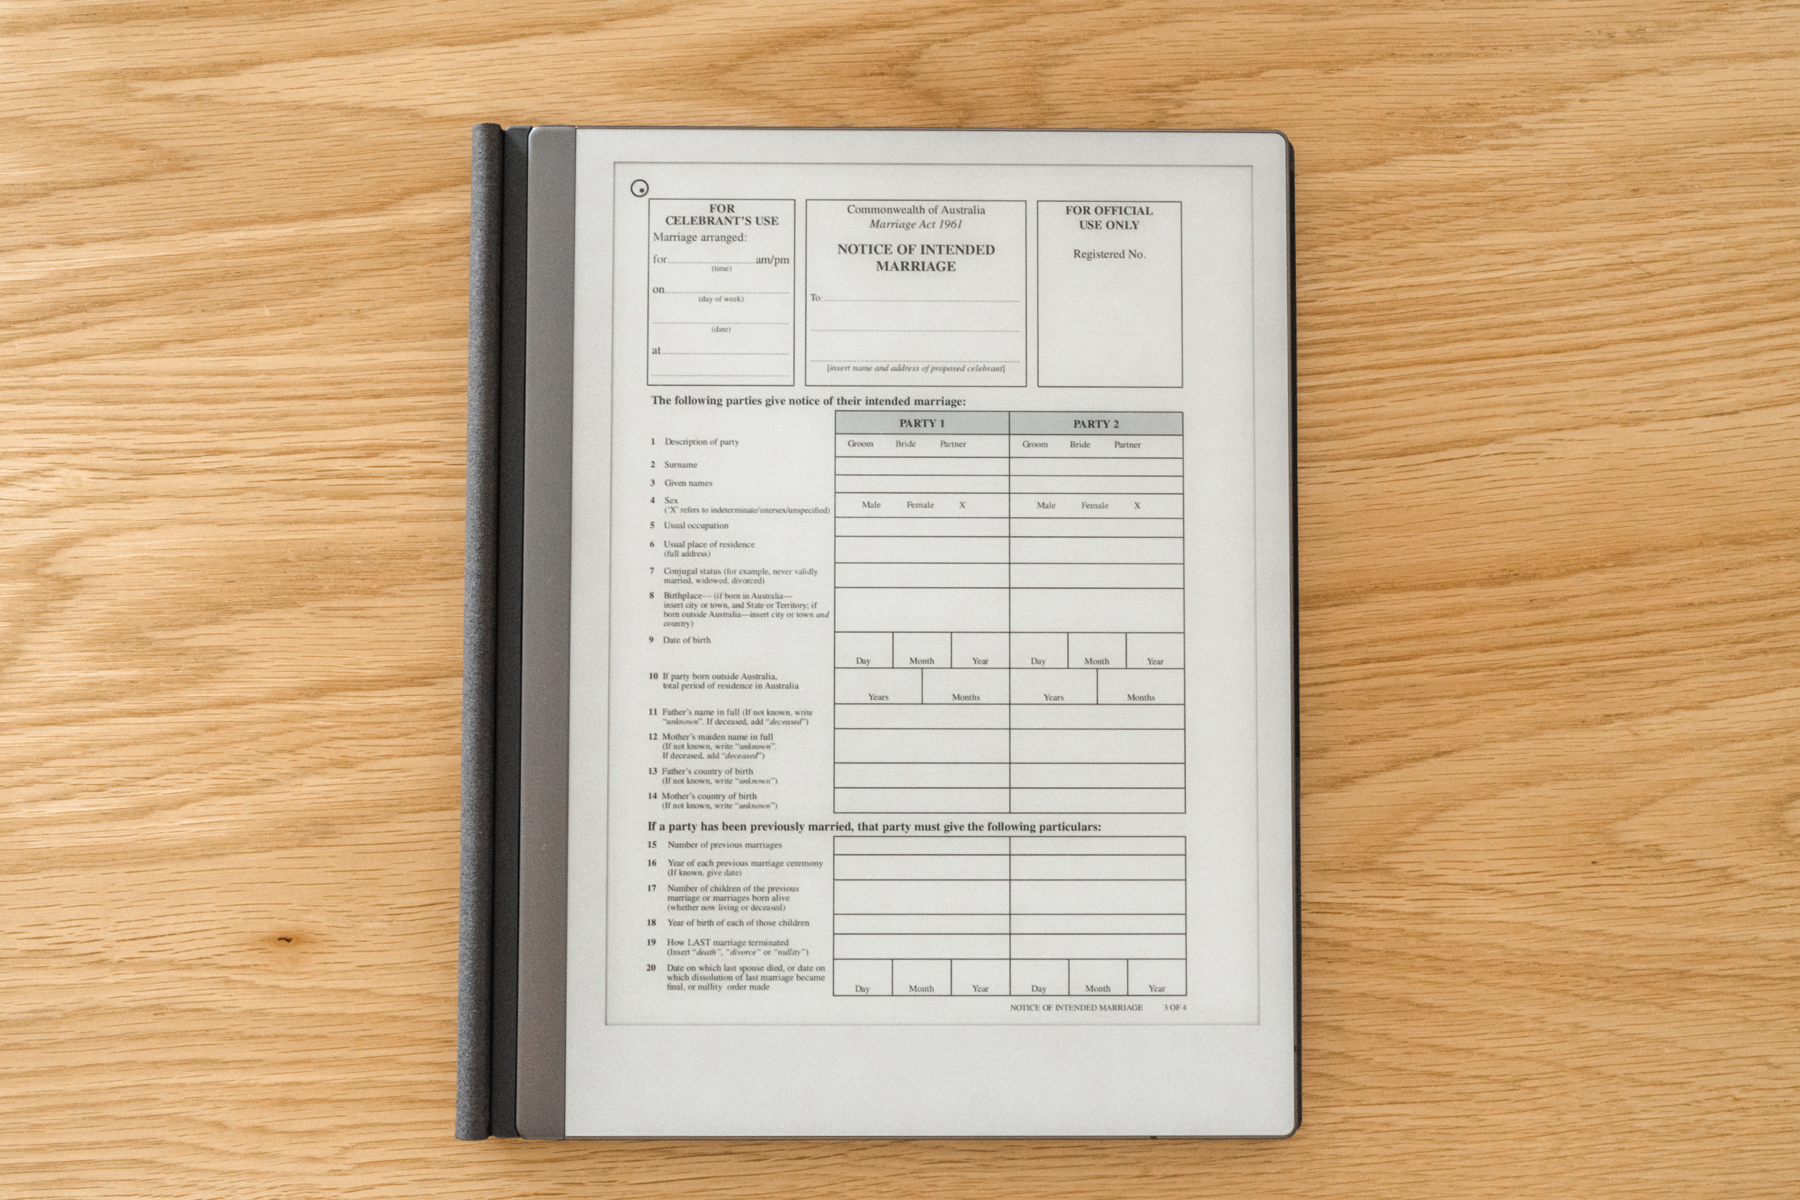 FOR
CELEBRANT'S USE
Marriage arranged:
for am/pm
(time)
on
(day of week)
(date)
at
Commonwealth of Australia
Marriage Act 1961
NOTICE OF INTENDED
MARRIAGE
To:
[insert name and address of proposed celebrant]
FOR OFFICIAL
USE ONLY
Registered No.
The following parties give notice of their intended marriage:
PARTY 1 PARTY 2
1 Description of party Groom Bride Partner Groom Bride Partner
2 Surname
3 Given names
4 Sex
('X' refers to indeterminate/intersex/unspecified) Male Female X Male Female X
5 Usual occupation
6 Usual place of residence
(full address)
7 Conjugal status (for example, never validly
married, widowed, divorced)
8 Birthplace— (if born in Australia—
insert city or town, and State or Territory; if
born outside Australia—insert city or town and
country)
9 Date of birth
Day Month Year Day Month Year
10 If party born outside Australia,
total period of residence in Australia
Years Months Years Months
11 Father's name in full (If not known, write
"unknown". If deceased, add "deceased")
12 Mother's maiden name in full
(If not known, write "unknown".
If deceased, add "deceased")
13 Father's country of birth
(If not known, write "unknown")
14 Mother's country of birth
(If not known, write "unknown")
If a party has been previously married, that party must give the following particulars:
15 Number of previous marriages
16 Year of each previous marriage ceremony
(If known, give date)
17 Number of children of the previous
marriage or marriages born alive
(whether now living or deceased)
18 Year of birth of each of those children
19 How LAST marriage terminated
(Insert "death", "divorce" or "nullity")
20 Date on which last spouse died, or date on
which dissolution of last marriage became
final, or nullity order made
Day Month Year Day Month Year
NOTICE OF INTENDED MARRIAGE 3 OF 4